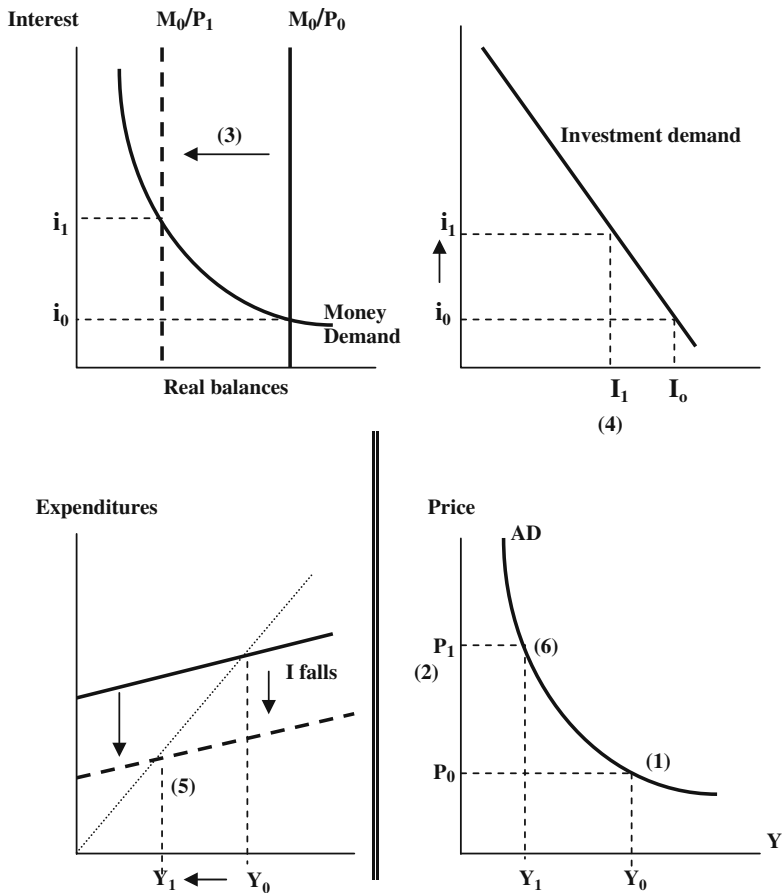 Interest
M₀/P₁
M₀/P₀
(3)
i₁
i₀
Money
Demand
Real balances
Investment demand
i₁
i₀
I₁
Iₒ
(4)
Expenditures
I falls
(5)
Y₁
Y₀
Price
AD
P₁
(6)
(2)
P₀
(1)
Y
Y₁
Y₀